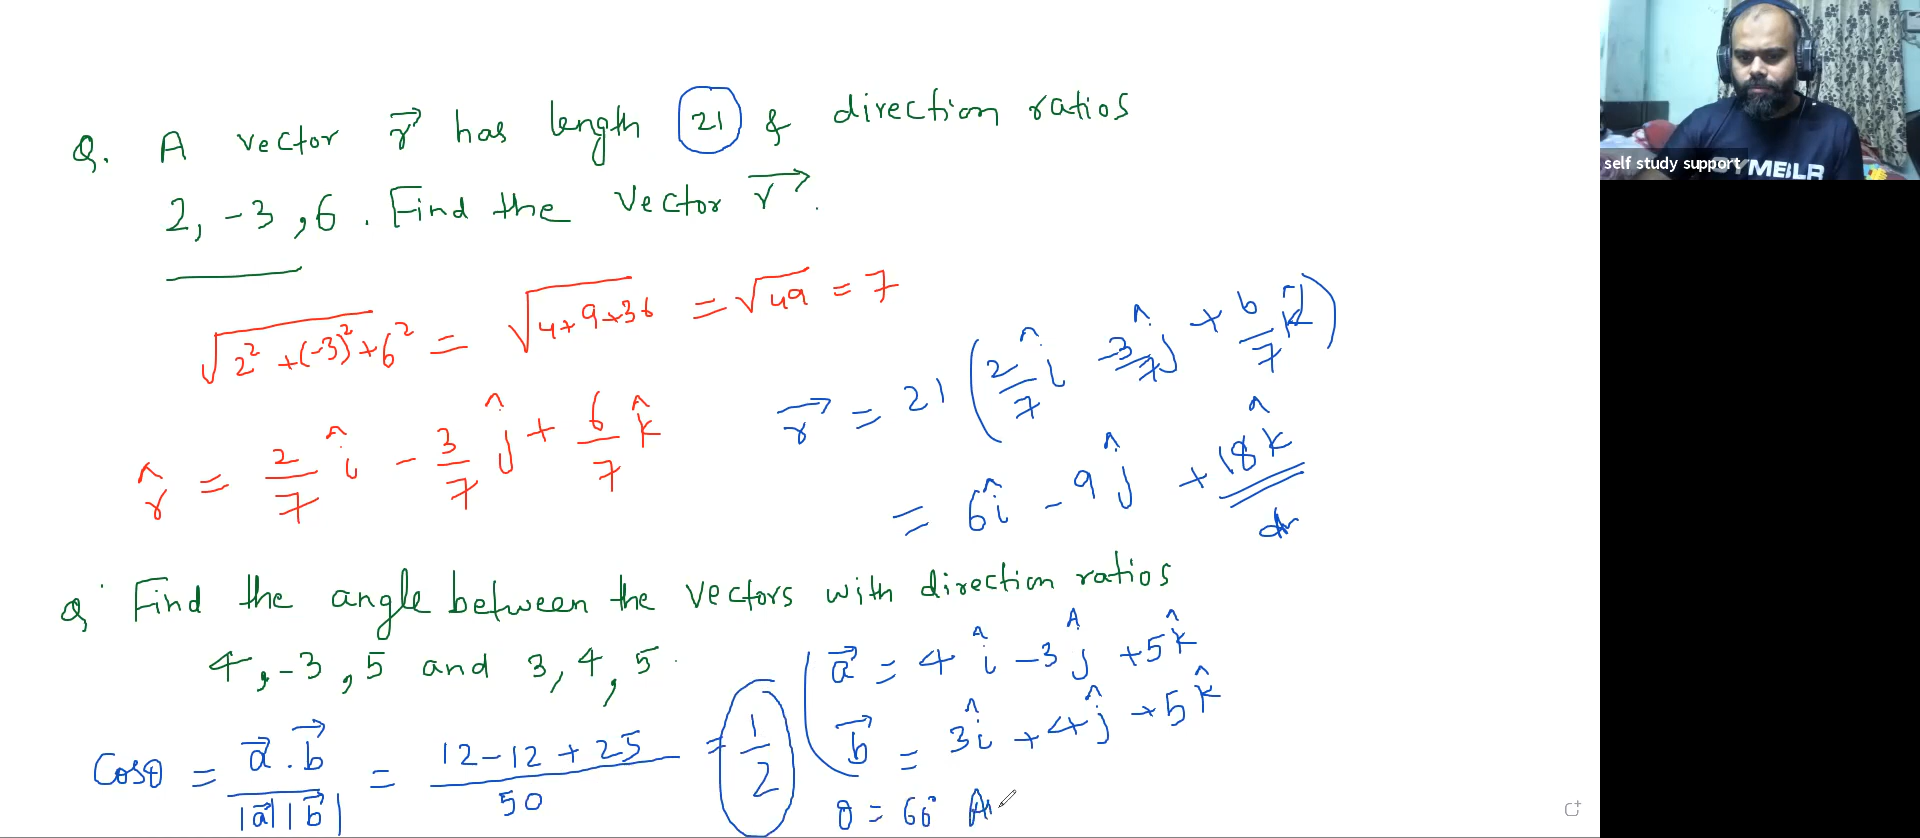 Q. A vector r⃗ has length 21 & direction ratios
2, -3, 6. Find the vector r⃗.
√(2² + (-3)² + 6²) = √(4+9+36) = √49 = 7
r̂ = 2/7 î - 3/7 ĵ + 6/7 k̂
r⃗ = 21 (2/7 î - 3/7 ĵ + 6/7 k̂)
= 6î - 9ĵ + 18k̂
Q. Find the angle between the vectors with direction ratios
4, -3, 5 and 3, 4, 5.
a⃗ = 4î - 3ĵ + 5k̂
b⃗ = 3î + 4ĵ + 5k̂
Cosθ = a⃗ . b⃗ / |a⃗| |b⃗| = 12 - 12 + 25 / 50 = 1/2
θ = 60°
self study support
GYMBLR